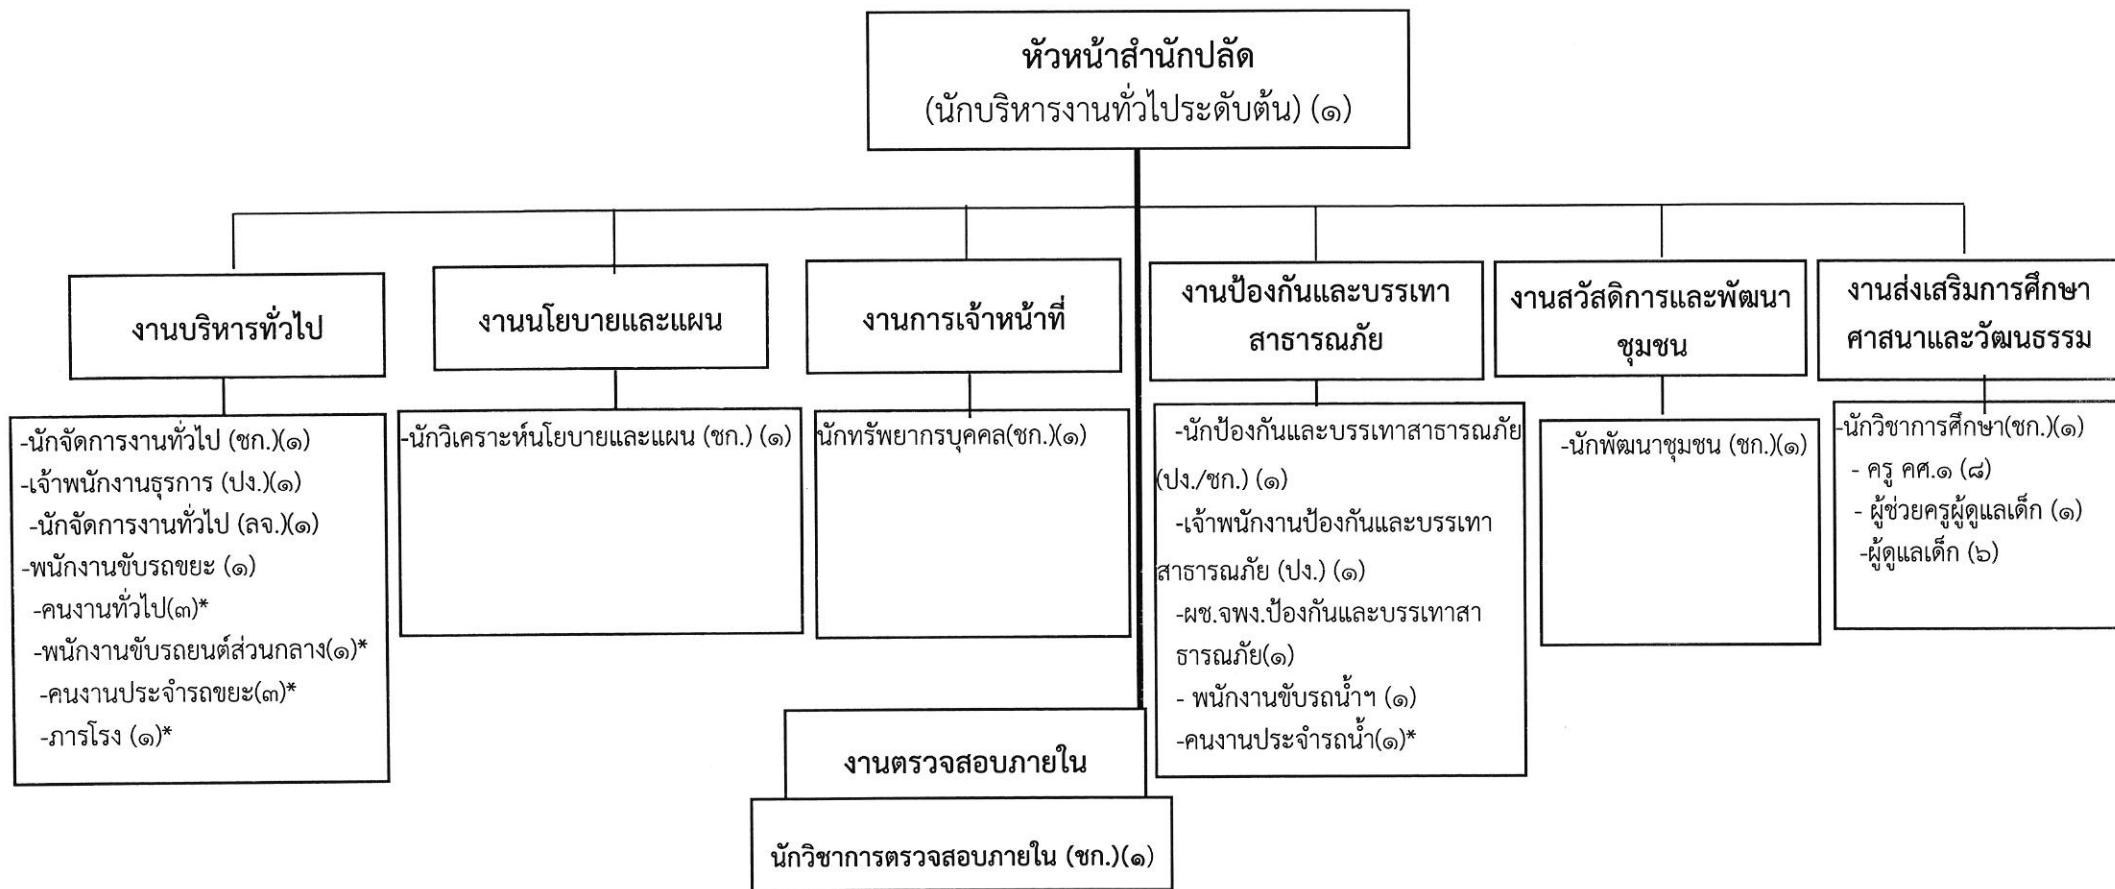 หัวหน้าสำนักปลัด
(นักบริหารงานทั่วไประดับต้น) (๑)
งานบริหารทั่วไป
-นักจัดการงานทั่วไป (ชก.)(๑)
-เจ้าพนักงานธุรการ (ปง.)(๑)
-นักจัดการงานทั่วไป (ลจ.)(๑)
-พนักงานขับรถขยะ (๑)
-คนงานทั่วไป(๓)*
-พนักงานขับรถยนต์ส่วนกลาง(๑)*
-คนงานประจำรถขยะ(๓)*
-ภารโรง (๑)*
งานนโยบายและแผน
-นักวิเคราะห์นโยบายและแผน (ชก.) (๑)
งานการเจ้าหน้าที่
นักทรัพยากรบุคคล(ชก.)(๑)
งานป้องกันและบรรเทา
สาธารณภัย
-นักป้องกันและบรรเทาสาธารณภัย
(ปง./ชก.) (๑)
-เจ้าพนักงานป้องกันและบรรเทา
สาธารณภัย (ปง.) (๑)
-ผช.จพง.ป้องกันและบรรเทาสา
ธารณภัย(๑)
- พนักงานขับรถน้ำฯ (๑)
-คนงานประจำรถน้ำ(๑)*
งานสวัสดิการและพัฒนา
ชุมชน
-นักพัฒนาชุมชน (ชก.)(๑)
งานส่งเสริมการศึกษา
ศาสนาและวัฒนธรรม
-นักวิชาการศึกษา(ชก.)(๑)
- ครู คศ.๑ (๘)
- ผู้ช่วยครูผู้ดูแลเด็ก (๑)
-ผู้ดูแลเด็ก (๖)
งานตรวจสอบภายใน
นักวิชาการตรวจสอบภายใน (ชก.)(๑)